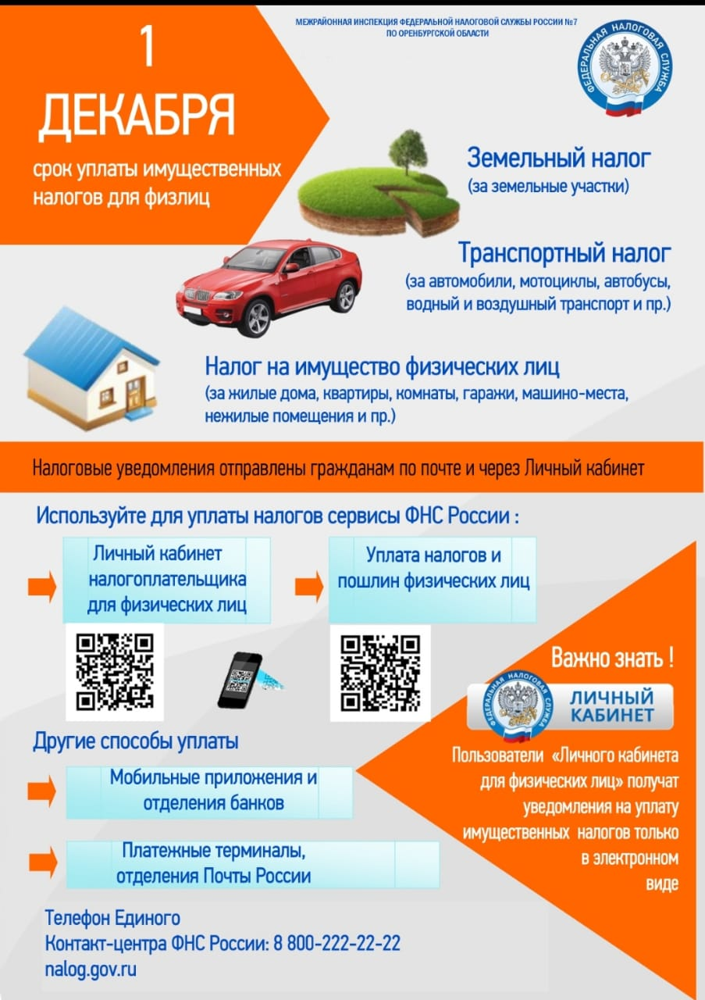 МЕЖРАЙОННАЯ ИНСПЕКЦИЯ ФЕДЕРАЛЬНОЙ НАЛОГОВОЙ СЛУЖБЫ РОССИИ №7
ПО ОРЕНБУРГСКОЙ ОБЛАСТИ
ФЕДЕРАЛЬНАЯ НАЛОГОВАЯ СЛУЖБА
1
ДЕКАБРЯ
срок уплаты имущественных
налогов для физлиц
Земельный налог
(за земельные участки)
Транспортный налог
(за автомобили, мотоциклы, автобусы,
водный и воздушный транспорт и пр.)
Налог на имущество физических лиц
(за жилые дома, квартиры, комнаты, гаражи, машино-места,
нежилые помещения и пр.)
Налоговые уведомления отправлены гражданам по почте и через Личный кабинет
Используйте для уплаты налогов сервисы ФНС России :
Личный кабинет
налогоплательщика
для физических лиц
Уплата налогов и
пошлин физических лиц
Другие способы уплаты
Мобильные приложения и
отделения банков
Платежные терминалы,
отделения Почты России
Важно знать !
ФЕДЕРАЛЬНАЯ НАЛОГОВАЯ СЛУЖБА
ЛИЧНЫЙ
КАБИНЕТ
Пользователи «Личного кабинета
для физических лиц» получат
уведомления на уплату
имущественных налогов только
в электронном
виде
Телефон Единого
Контакт-центра ФНС России: 8 800-222-22-22
nalog.gov.ru